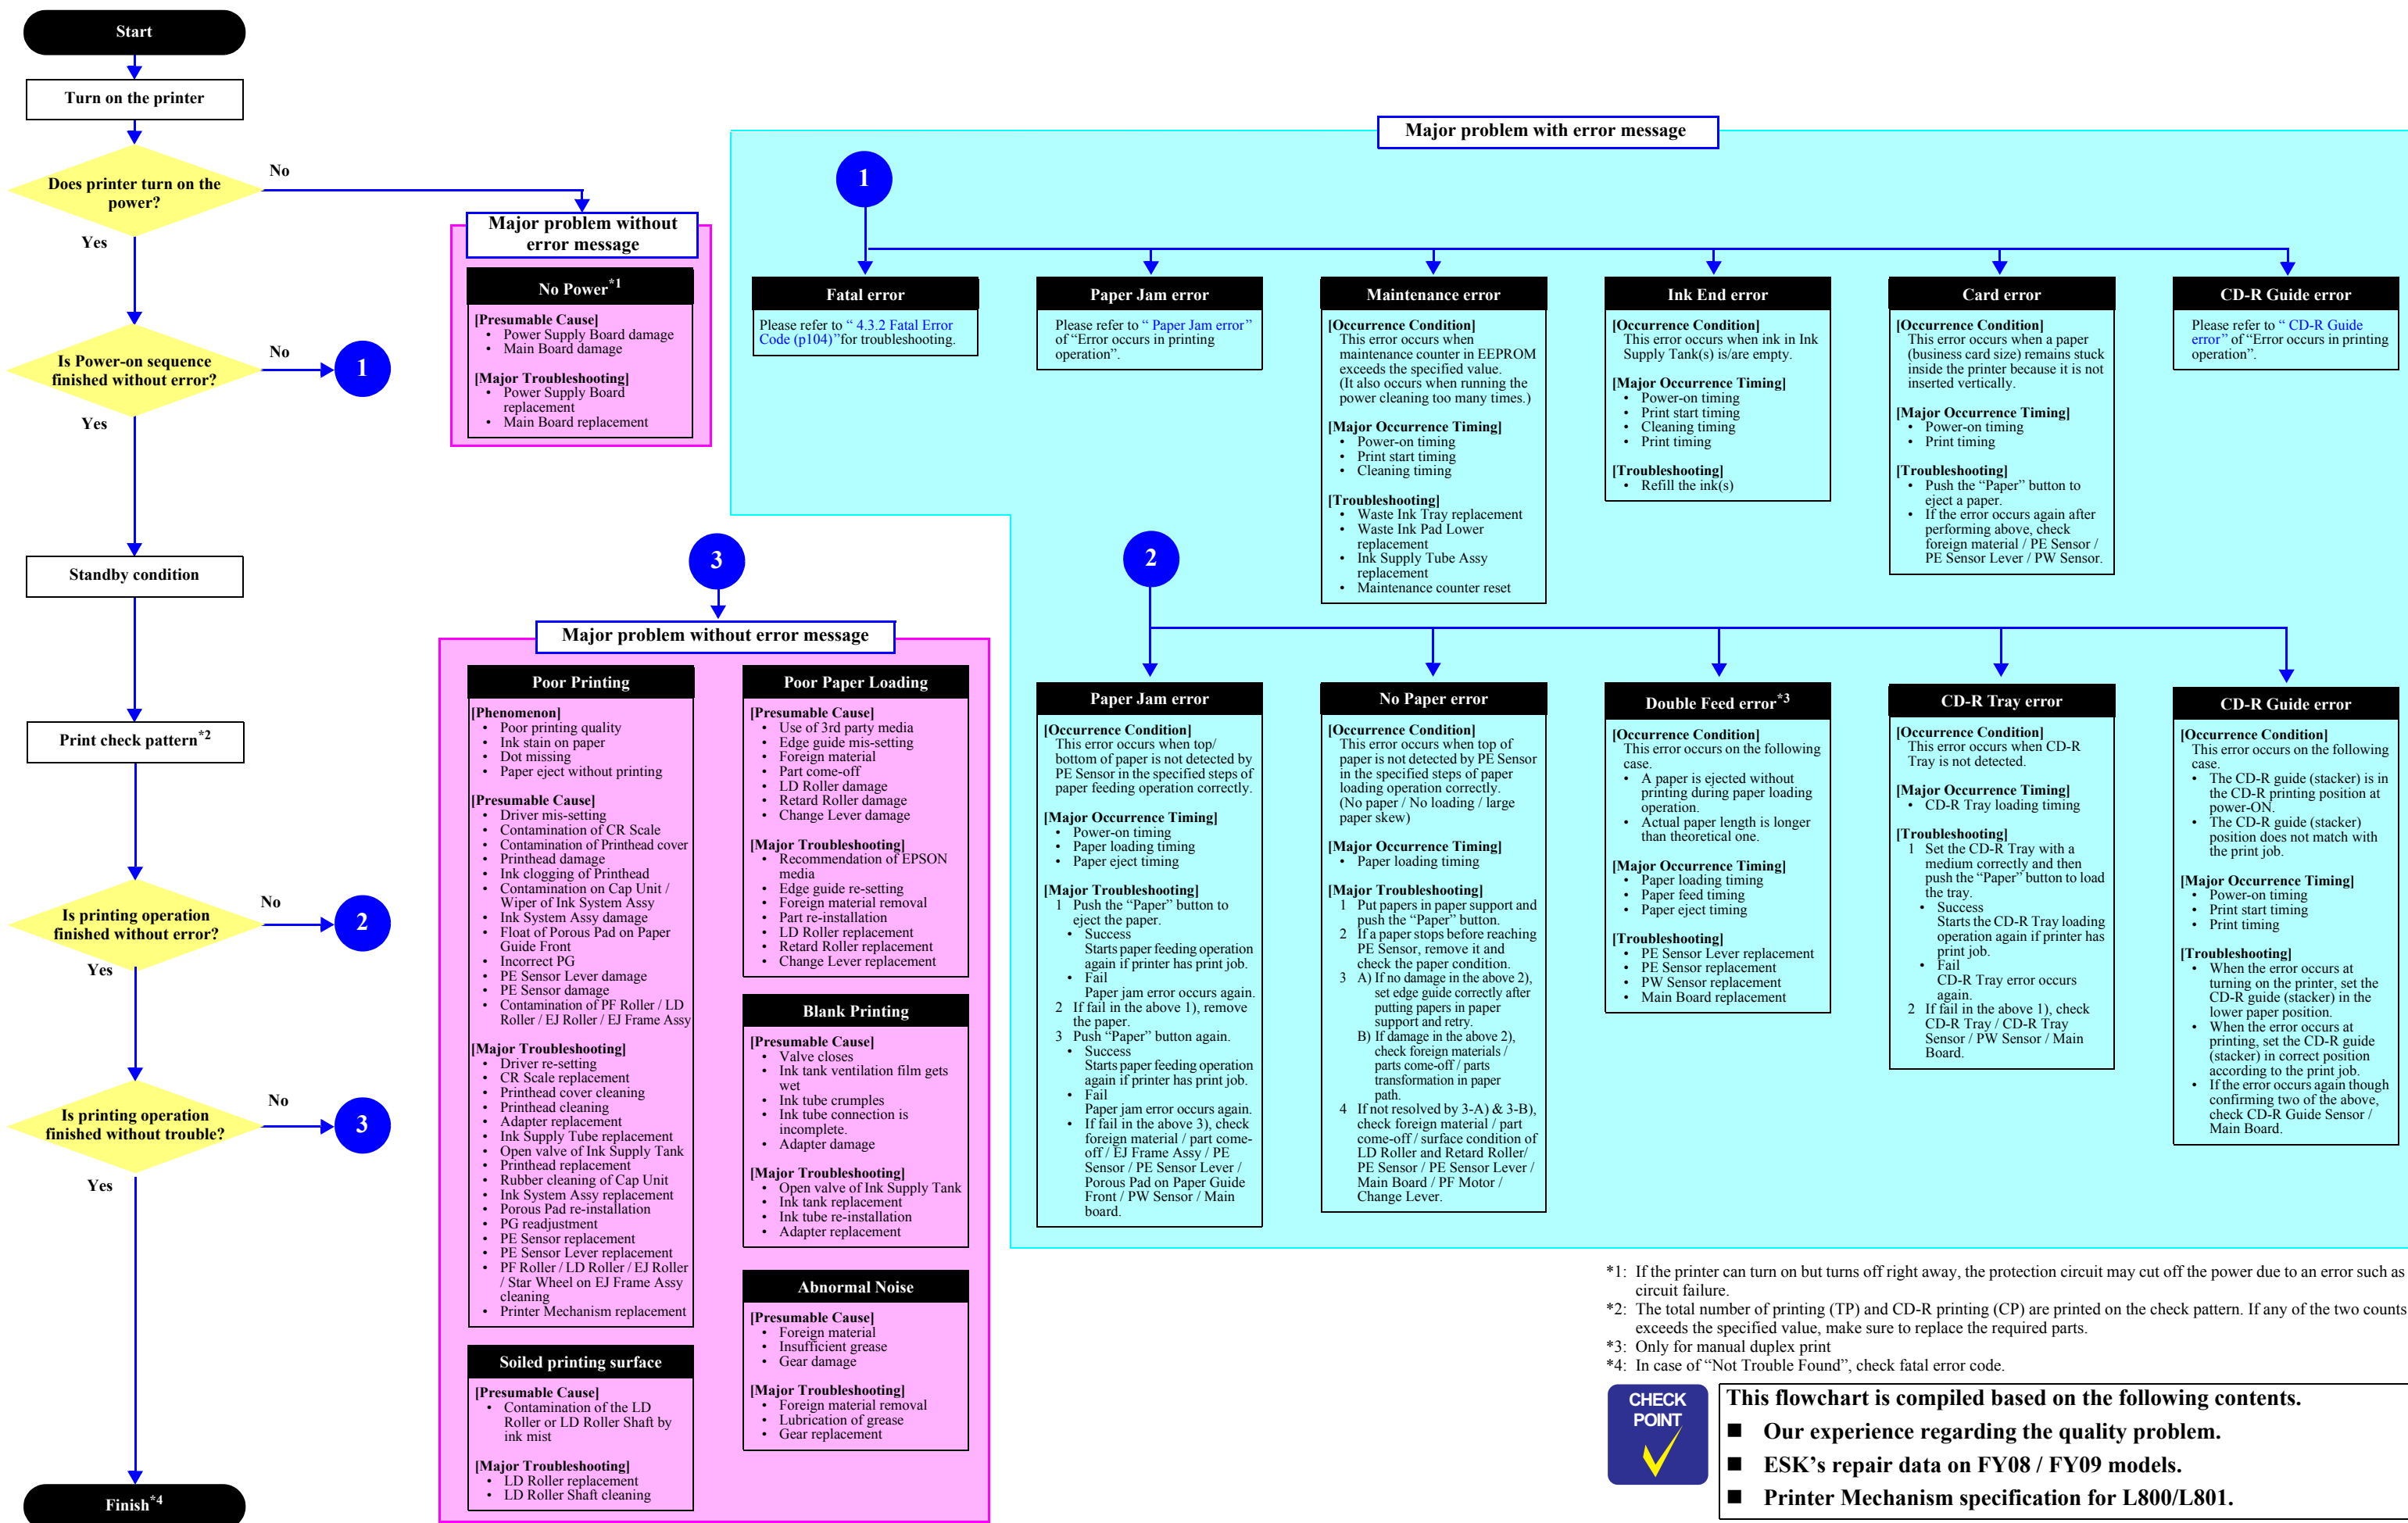 Start
Turn on the printer
Does printer turn on the
power?
No
Yes
Is Power-on sequence
finished without error?
No
1
Yes
Standby condition
Print check pattern*2
Is printing operation
finished without error?
No
2
Yes
Is printing operation
finished without trouble?
No
3
Yes
Finish*4
Major problem without
error message
No Power*1
[Presumable Cause]
• Power Supply Board damage
• Main Board damage
[Major Troubleshooting]
• Power Supply Board
replacement
• Main Board replacement
Major problem with error message
1
Fatal error
Please refer to “ 4.3.2 Fatal Error
Code (p104)”for troubleshooting.
Paper Jam error
Please refer to “ Paper Jam error”
of “Error occurs in printing
operation”.
Maintenance error
[Occurrence Condition]
This error occurs when
maintenance counter in EEPROM
exceeds the specified value.
(It also occurs when running the
power cleaning too many times.)
[Major Occurrence Timing]
• Power-on timing
• Print start timing
• Cleaning timing
[Troubleshooting]
• Waste Ink Tray replacement
• Waste Ink Pad Lower
replacement
• Ink Supply Tube Assy
replacement
• Maintenance counter reset
Ink End error
[Occurrence Condition]
This error occurs when ink in Ink
Supply Tank(s) is/are empty.
[Major Occurrence Timing]
• Power-on timing
• Print start timing
• Cleaning timing
• Print timing
[Troubleshooting]
• Refill the ink(s)
Card error
[Occurrence Condition]
This error occurs when a paper
(business card size) remains stuck
inside the printer because it is not
inserted vertically.
[Major Occurrence Timing]
• Power-on timing
• Print timing
[Troubleshooting]
• Push the “Paper” button to
eject a paper.
• If the error occurs again after
performing above, check
foreign material / PE Sensor /
PE Sensor Lever / PW Sensor.
CD-R Guide error
Please refer to “ CD-R Guide
error” of “Error occurs in printing
operation”.
3
Major problem without error message
Poor Printing
[Phenomenon]
• Poor printing quality
• Ink stain on paper
• Dot missing
• Paper eject without printing
[Presumable Cause]
• Driver mis-setting
• Contamination of CR Scale
• Contamination of Printhead cover
• Printhead damage
• Ink clogging of Printhead
• Contamination on Cap Unit /
Wiper of Ink System Assy
• Ink System Assy damage
• Float of Porous Pad on Paper
Guide Front
• Incorrect PG
• PE Sensor Lever damage
• PE Sensor damage
• Contamination of PF Roller / LD
Roller / EJ Roller / EJ Frame Assy
[Major Troubleshooting]
• Driver re-setting
• CR Scale replacement
• Printhead cover cleaning
• Printhead cleaning
• Adapter replacement
• Ink Supply Tube replacement
• Open valve of Ink Supply Tank
• Printhead replacement
• Rubber cleaning of Cap Unit
• Ink System Assy replacement
• Porous Pad re-installation
• PG readjustment
• PE Sensor replacement
• PE Sensor Lever replacement
• PF Roller / LD Roller / EJ Roller
/ Star Wheel on EJ Frame Assy
cleaning
• Printer Mechanism replacement
Soiled printing surface
[Presumable Cause]
• Contamination of the LD
Roller or LD Roller Shaft by
ink mist
[Major Troubleshooting]
• LD Roller replacement
• LD Roller Shaft cleaning
Poor Paper Loading
[Presumable Cause]
• Use of 3rd party media
• Edge guide mis-setting
• Foreign material
• Part come-off
• LD Roller damage
• Retard Roller damage
• Change Lever damage
[Major Troubleshooting]
• Recommendation of EPSON
media
• Edge guide re-setting
• Foreign material removal
• Part re-installation
• LD Roller replacement
• Retard Roller replacement
• Change Lever replacement
Blank Printing
[Presumable Cause]
• Valve closes
• Ink tank ventilation film gets
wet
• Ink tube crumples
• Ink tube connection is
incomplete.
• Adapter damage
[Major Troubleshooting]
• Open valve of Ink Supply Tank
• Ink tank replacement
• Ink tube re-installation
• Adapter replacement
Abnormal Noise
[Presumable Cause]
• Foreign material
• Insufficient grease
• Gear damage
[Major Troubleshooting]
• Foreign material removal
• Lubrication of grease
• Gear replacement
2
Paper Jam error
[Occurrence Condition]
This error occurs when top/
bottom of paper is not detected by
PE Sensor in the specified steps of
paper feeding operation correctly.
[Major Occurrence Timing]
• Power-on timing
• Paper loading timing
• Paper eject timing
[Major Troubleshooting]
1 Push the “Paper” button to
eject the paper.
• Success
Starts paper feeding operation
again if printer has print job.
• Fail
Paper jam error occurs again.
2 If fail in the above 1), remove
the paper.
3 Push “Paper” button again.
• Success
Starts paper feeding operation
again if printer has print job.
• Fail
Paper jam error occurs again.
• If fail in the above 3), check
foreign material / part come-
off / EJ Frame Assy / PE
Sensor / PE Sensor Lever /
Porous Pad on Paper Guide
Front / PW Sensor / Main
board.
No Paper error
[Occurrence Condition]
This error occurs when top of
paper is not detected by PE Sensor
in the specified steps of paper
loading operation correctly.
(No paper / No loading / large
paper skew)
[Major Occurrence Timing]
• Paper loading timing
[Major Troubleshooting]
1 Put papers in paper support and
push the “Paper” button.
2 If a paper stops before reaching
PE Sensor, remove it and
check the paper condition.
3 A) If no damage in the above 2),
set edge guide correctly after
putting papers in paper
support and retry.
B) If damage in the above 2),
check foreign materials /
parts come-off / parts
transformation in paper
path.
4 If not resolved by 3-A) & 3-B),
check foreign material / part
come-off / surface condition of
LD Roller and Retard Roller/
PE Sensor / PE Sensor Lever /
Main Board / PF Motor /
Change Lever.
Double Feed error*3
[Occurrence Condition]
This error occurs on the following
case.
• A paper is ejected without
printing during paper loading
operation.
• Actual paper length is longer
than theoretical one.
[Major Occurrence Timing]
• Paper loading timing
• Paper feed timing
• Paper eject timing
[Troubleshooting]
• PE Sensor Lever replacement
• PE Sensor replacement
• PW Sensor replacement
• Main Board replacement
CD-R Tray error
[Occurrence Condition]
This error occurs when CD-R
Tray is not detected.
[Major Occurrence Timing]
• CD-R Tray loading timing
[Troubleshooting]
1 Set the CD-R Tray with a
medium correctly and then
push the “Paper” button to load
the tray.
• Success
Starts the CD-R Tray loading
operation again if printer has
print job.
• Fail
CD-R Tray error occurs
again.
2 If fail in the above 1), check
CD-R Tray / CD-R Tray
Sensor / PW Sensor / Main
Board.
CD-R Guide error
[Occurrence Condition]
This error occurs on the following
case.
• The CD-R guide (stacker) is in
the CD-R printing position at
power-ON.
• The CD-R guide (stacker)
position does not match with
the print job.
[Major Occurrence Timing]
• Power-on timing
• Print start timing
• Print timing
[Troubleshooting]
• When the error occurs at
turning on the printer, set the
CD-R guide (stacker) in the
lower paper position.
• When the error occurs at
printing, set the CD-R guide
(stacker) in correct position
according to the print job.
• If the error occurs again though
confirming two of the above,
check CD-R Guide Sensor /
Main Board.
*1: If the printer can turn on but turns off right away, the protection circuit may cut off the power due to an error such as
circuit failure.
*2: The total number of printing (TP) and CD-R printing (CP) are printed on the check pattern. If any of the two counts
exceeds the specified value, make sure to replace the required parts.
*3: Only for manual duplex print
*4: In case of “Not Trouble Found”, check fatal error code.
CHECK
POINT
This flowchart is compiled based on the following contents.
■ Our experience regarding the quality problem.
■ ESK’s repair data on FY08 / FY09 models.
■ Printer Mechanism specification for L800/L801.